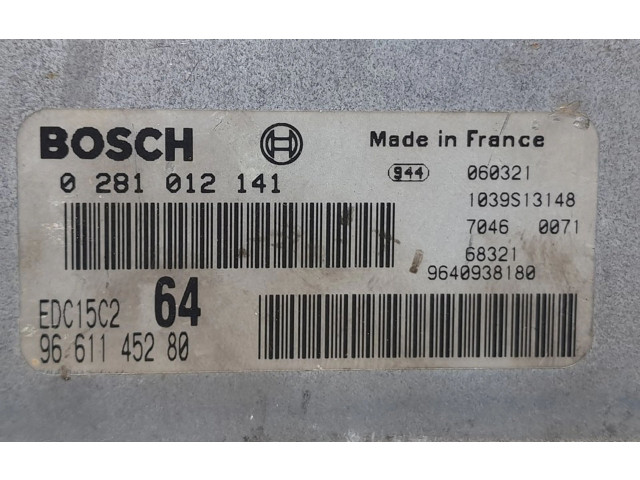 BOSCH
0 281 012 141
Made in France
944 060321
1039S13148
7046 0071
68321
9640938180
EDC15C2 64
96 611 452 80